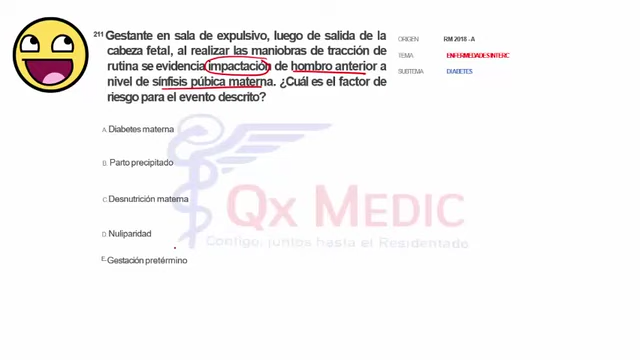 211 Gestante en sala de expulsivo, luego de salida de la
cabeza fetal, al realizar las maniobras de tracción de
rutina se evidencia impactación de hombro anterior a
nivel de sínfisis púbica materna. ¿Cuál es el factor de
riesgo para el evento descrito?
ORIGEN RM 2018 - A
TEMA ENFERMEDADES INTERC
SUBTEMA DIABETES
A. Diabetes materna
B. Parto precipitado
C. Desnutrición materna
D. Nuliparidad
E. Gestación pretérmino
Qx MEDIC
Contigo, juntos hasta el Residentado